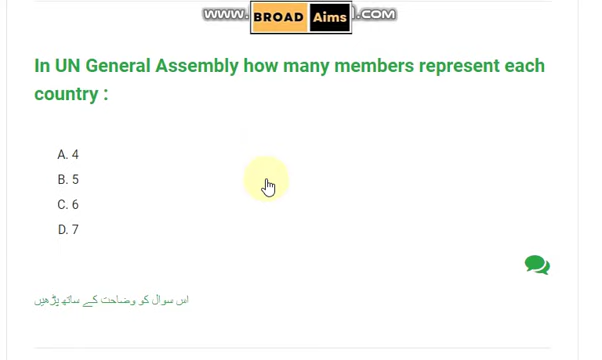 www. BROAD Aims .com
In UN General Assembly how many members represent each
country :
A. 4
B. 5
C. 6
D. 7
اس سوال کو وضاحت کے ساتھ پڑھیں